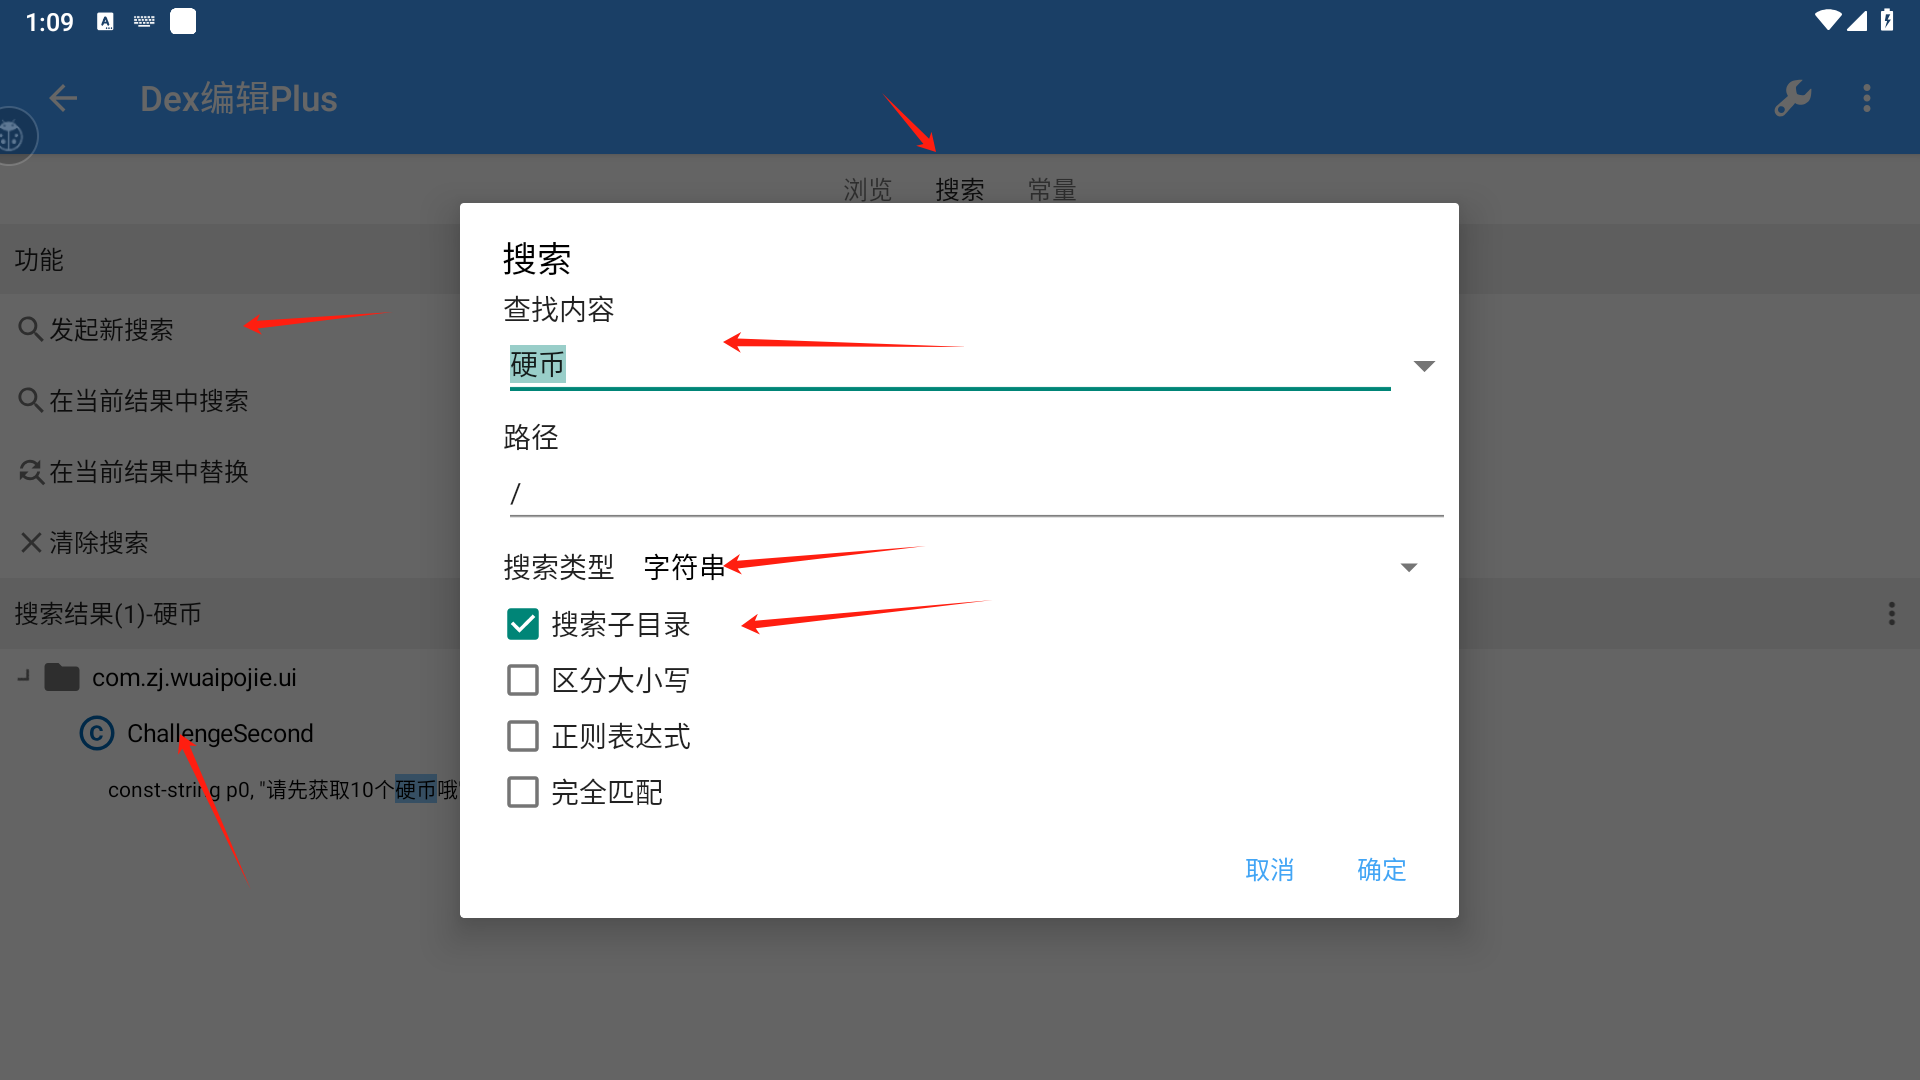 1:09
Dex编辑Plus
浏览 搜索 常量
功能
发起新搜索
在当前结果中搜索
在当前结果中替换
清除搜索
搜索结果(1)-硬币
com.zj.wuaipojie.ui
ChallengeSecond
const-string p0, "请先获取10个硬币哦
搜索
查找内容
硬币
路径
/
搜索类型 字符串
搜索子目录
区分大小写
正则表达式
完全匹配
取消 确定